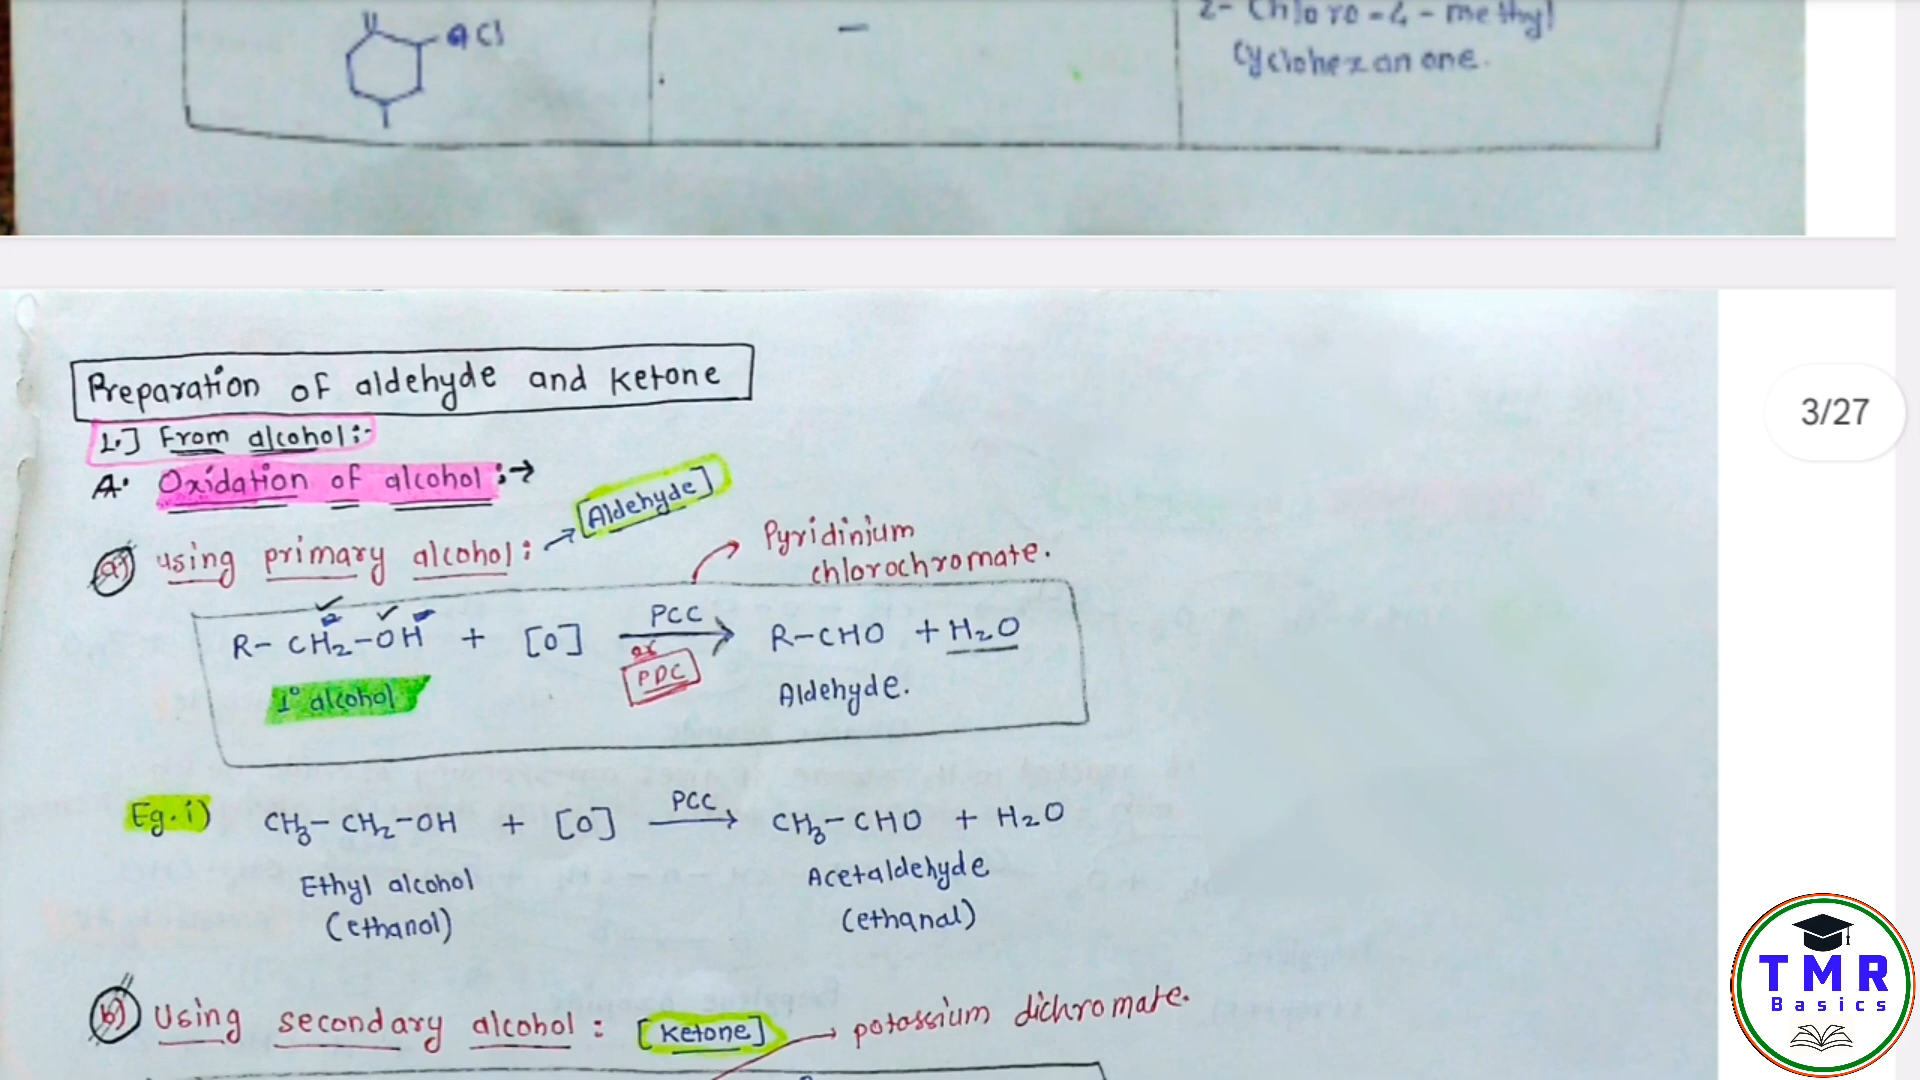 Cl
—
2- Chloro-4-methyl
Cyclohexanone.
Preparation of aldehyde and ketone
1.] From alcohol:-
A. Oxidation of alcohol :→
a) using primary alcohol: → [Aldehyde]
Pyridinium
chlorochromate.
R- CH₂-OH + [O] PCC → R-CHO + H₂O
or
PDC
1° alcohol Aldehyde.
Eg.i) CH₃- CH₂-OH + [O] PCC → CH₃-CHO + H₂O
Ethyl alcohol Acetaldehyde
(ethanol) (ethanal)
b) Using secondary alcohol : [Ketone] → potassium dichromate.
3/27
TMR
Basics